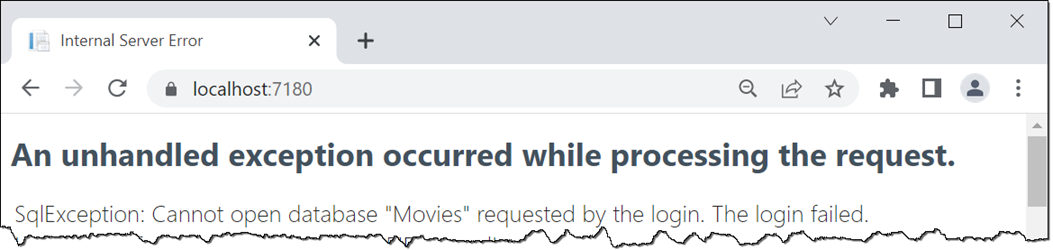 Internal Server Error
localhost:7180
An unhandled exception occurred while processing the request.
SqlException: Cannot open database "Movies" requested by the login. The login failed.